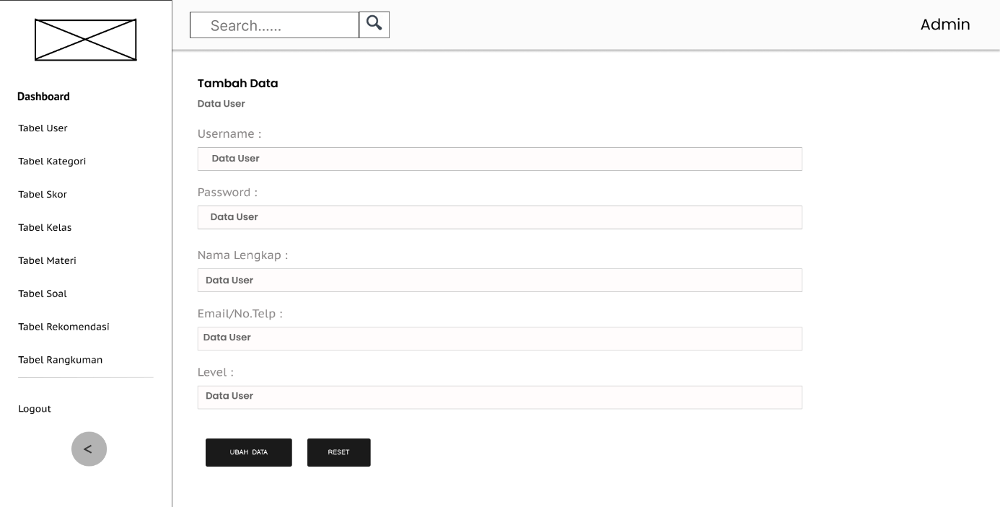 Search......
Admin
Dashboard
Tabel User
Tabel Kategori
Tabel Skor
Tabel Kelas
Tabel Materi
Tabel Soal
Tabel Rekomendasi
Tabel Rangkuman
Logout
<
Tambah Data
Data User
Username :
Data User
Password :
Data User
Nama Lengkap :
Data User
Email/No.Telp :
Data User
Level :
Data User
UBAH DATA
RESET